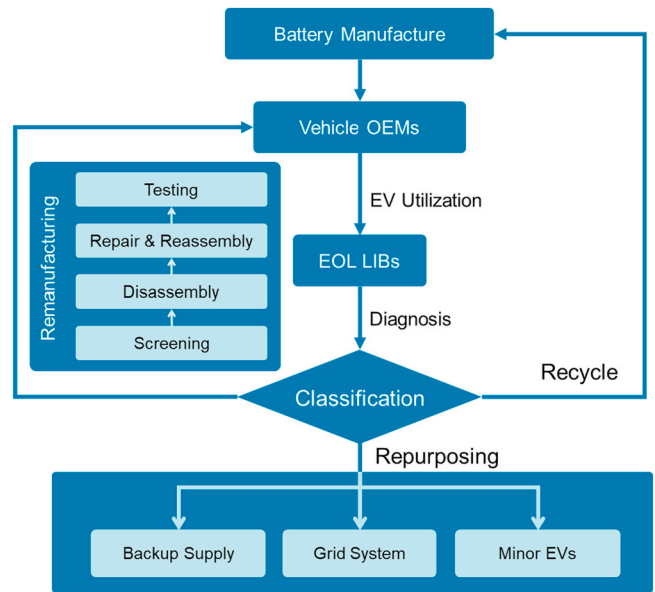 Battery Manufacture
Vehicle OEMs
EV Utilization
Remanufacturing
Testing
Repair & Reassembly
Disassembly
Screening
EOL LIBs
Diagnosis
Classification
Recycle
Repurposing
Backup Supply
Grid System
Minor EVs